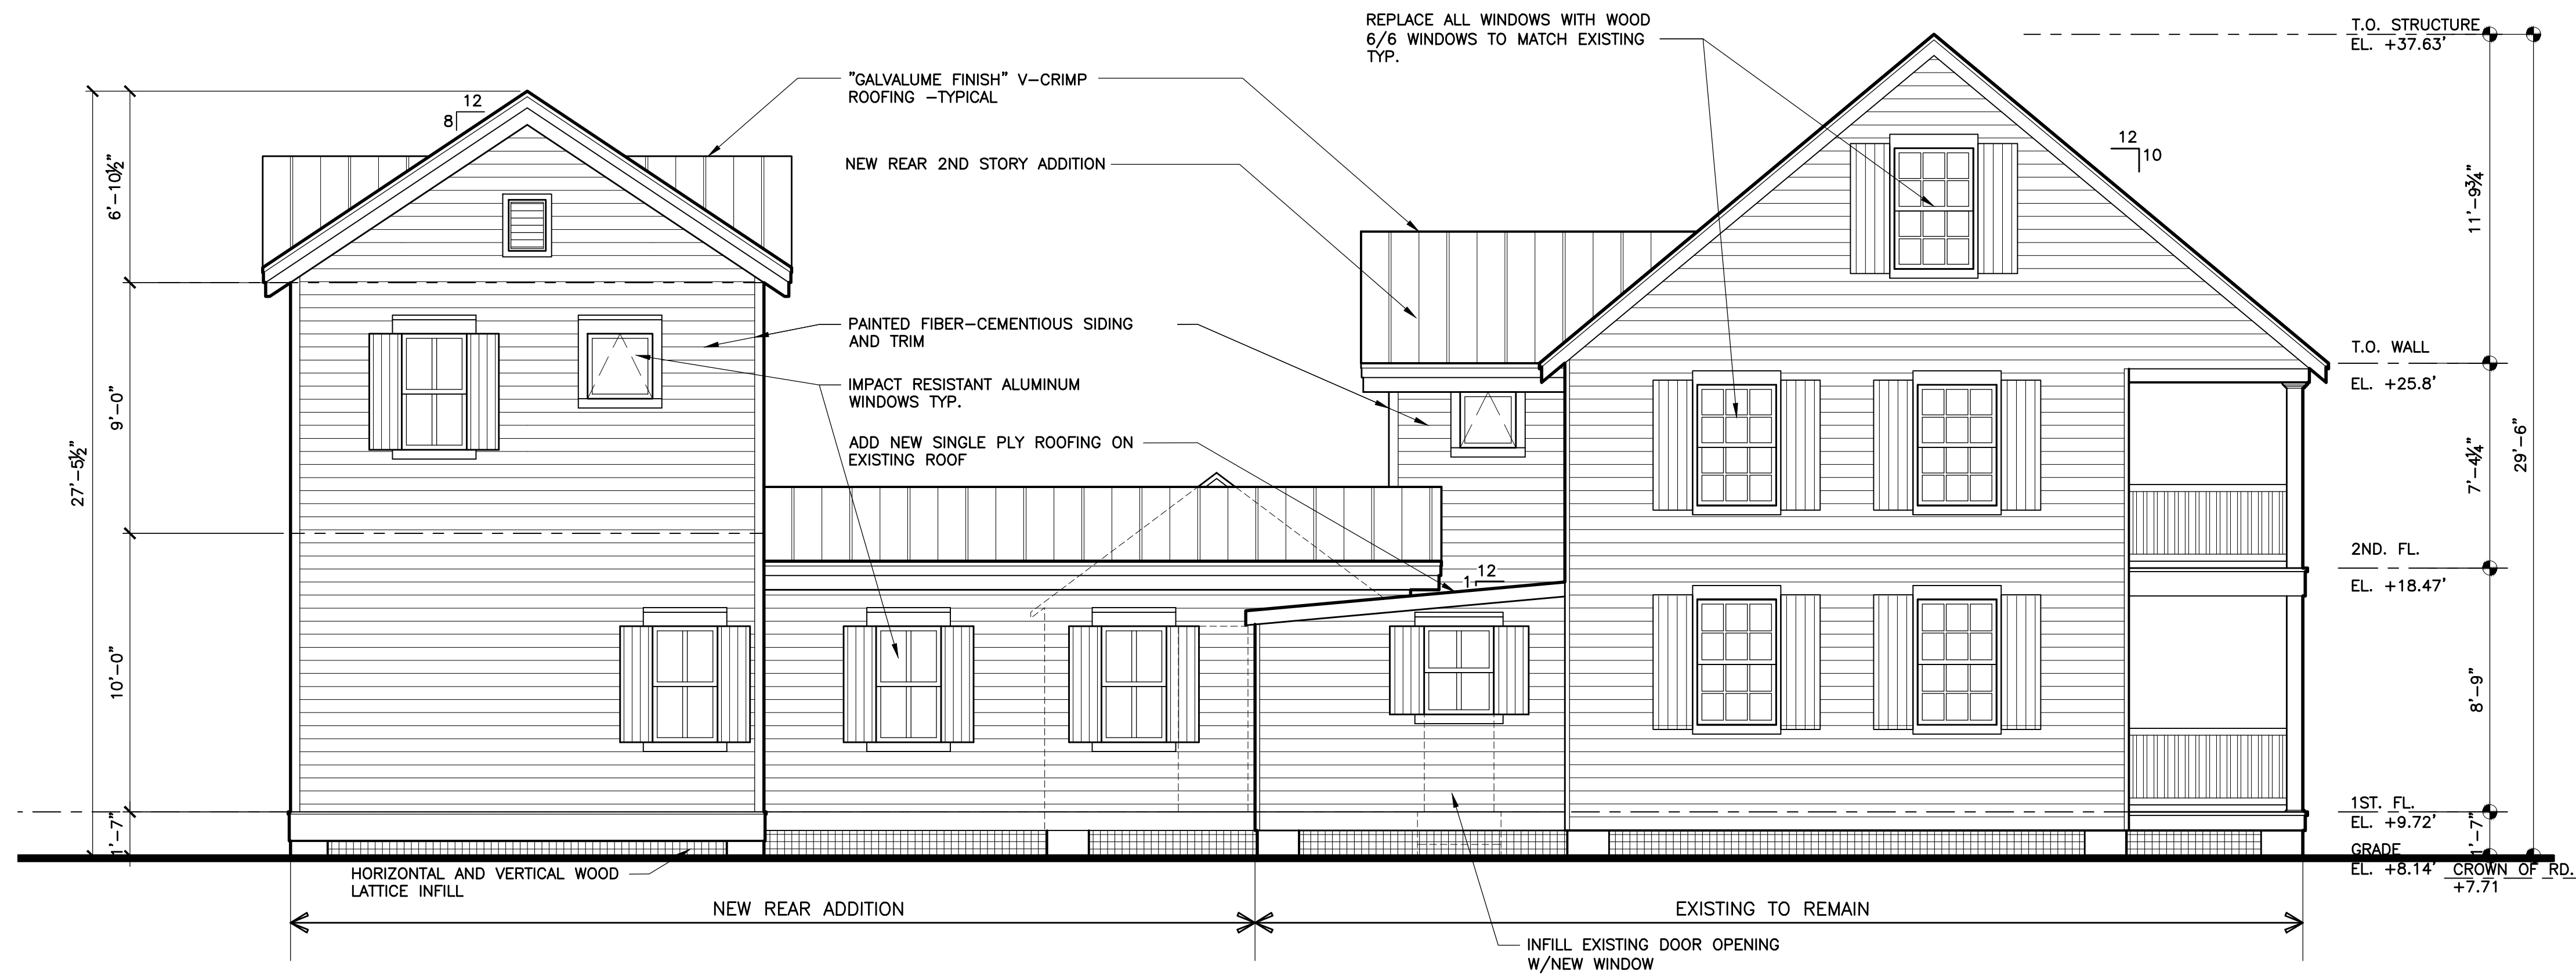 REPLACE ALL WINDOWS WITH WOOD
6/6 WINDOWS TO MATCH EXISTING
TYP.
T.O. STRUCTURE
EL. +37.63'
"GALVALUME FINISH" V-CRIMP
ROOFING -TYPICAL
12
8
12
10
NEW REAR 2ND STORY ADDITION
6'-10½"
11'-9¾"
PAINTED FIBER-CEMENTIOUS SIDING
AND TRIM
T.O. WALL
EL. +25.8'
IMPACT RESISTANT ALUMINUM
WINDOWS TYP.
9'-0"
ADD NEW SINGLE PLY ROOFING ON
EXISTING ROOF
27'-5½"
7'-4¼"
29'-6"
2ND. FL.
EL. +18.47'
12
1
10'-0"
8'-9"
1ST. FL.
EL. +9.72'
1'-7"
1'-7"
GRADE
EL. +8.14'
CROWN OF RD.
+7.71
HORIZONTAL AND VERTICAL WOOD
LATTICE INFILL
NEW REAR ADDITION
EXISTING TO REMAIN
INFILL EXISTING DOOR OPENING
W/NEW WINDOW